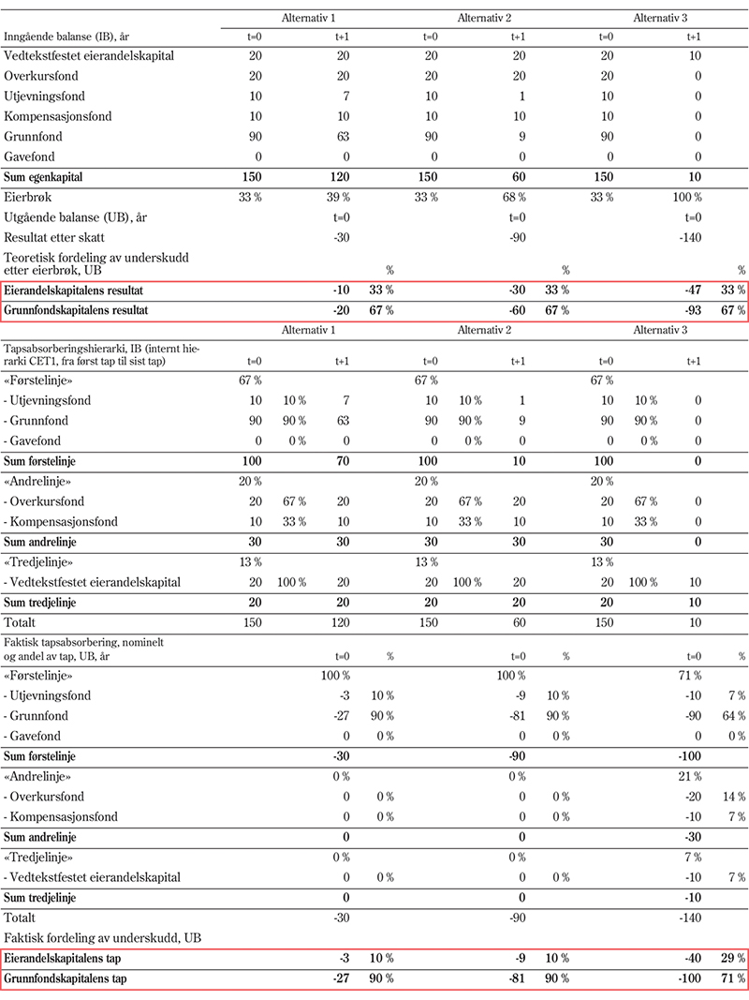 Alternativ 1 Alternativ 2 Alternativ 3
Inngående balanse (IB), år t=0 t+1 t=0 t+1 t=0 t+1
Vedtektfestet eierandelskapital 20 20 20 20 20 10
Overkursfond 20 20 20 20 20 0
Utjevningsfond 10 7 10 1 10 0
Kompensasjonsfond 10 10 10 10 10 0
Grunnfond 90 63 90 9 90 0
Gavefond 0 0 0 0 0 0
Sum egenkapital 150 120 150 60 150 10
Eierbrøk 33 % 39 % 33 % 68 % 33 % 100 %
Utgående balanse (UB), år t=0 t=0 t=0
Resultat etter skatt -30 -90 -140
Teoretisk fordeling av underskudd
etter eierbrøk, UB % % %
Eierandelskapitalens resultat -10 33 % -30 33 % -47 33 %
Grunnfondskapitalens resultat -20 67 % -60 67 % -93 67 %
Alternativ 1 Alternativ 2 Alternativ 3
Tapsabsorberingshierarki, IB (internt hie-
rarki CET1, fra først tap til sist tap) t=0 t+1 t=0 t+1 t=0 t+1
«Førstelinje» 67 % 67 % 67 %
- Utjevningsfond 10 10 % 7 10 10 % 1 10 10 % 0
- Grunnfond 90 90 % 63 90 90 % 9 90 90 % 0
- Gavefond 0 0 % 0 0 0 % 0 0 0 % 0
Sum førstelinje 100 70 100 10 100 0
«Andrelinje» 20 % 20 % 20 %
- Overkursfond 20 67 % 20 20 67 % 20 20 67 % 0
- Kompensasjonsfond 10 33 % 10 10 33 % 10 10 33 % 0
Sum andrelinje 30 30 30 30 30 0
«Tredjelinje» 13 % 13 % 13 %
- Vedtektfestet eierandelskapital 20 100 % 20 20 100 % 20 20 100 % 10
Sum tredjelinje 20 20 20 20 20 10
Totalt 150 120 150 60 150 10
Faktisk tapsabsorbering, nominelt
og andel av tap, UB, år t=0 % t=0 % t=0 %
«Førstelinje» 100 % 100 % 71 %
- Utjevningsfond -3 10 % -9 10 % -10 7 %
- Grunnfond -27 90 % -81 90 % -90 64 %
- Gavefond 0 0 % 0 0 % 0 0 %
Sum førstelinje -30 -90 -100
«Andrelinje» 0 % 0 % 21 %
- Overkursfond 0 0 % 0 0 % -20 14 %
- Kompensasjonsfond 0 0 % 0 0 % -10 7 %
Sum andrelinje 0 0 -30
«Tredjelinje» 0 % 0 % 7 %
- Vedtektfestet eierandelskapital 0 0 % 0 0 % -10 7 %
Sum tredjelinje 0 0 -10
Totalt -30 -90 -140
Faktisk fordeling av underskudd, UB
Eierandelskapitalens tap -3 10 % -9 10 % -40 29 %
Grunnfondskapitalens tap -27 90 % -81 90 % -100 71 %